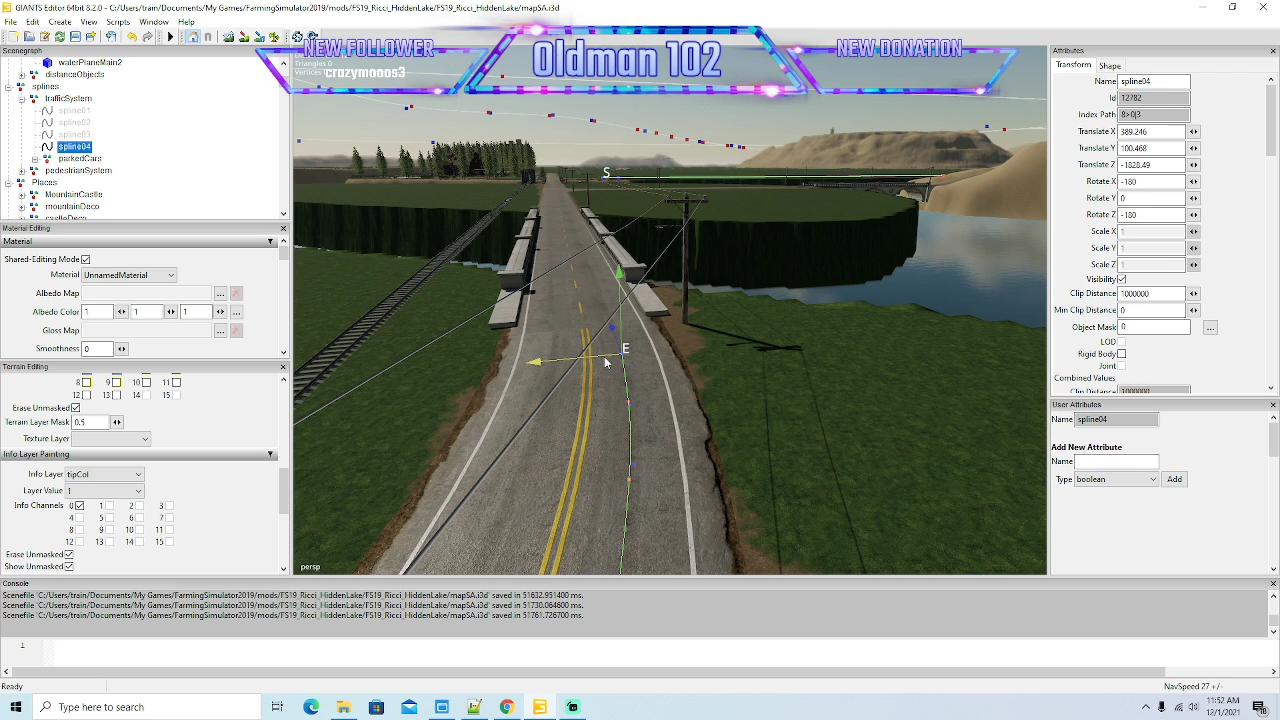 GIANTS Editor 64bit 8.2.0 - C:/Users/train/Documents/My Games/FarmingSimulator2019/mods/FS19_Ricci_HiddenLake/FS19_Ricci_HiddenLake/mapSA.i3d
File Edit Create View Scripts Window Help
NEW FOLLOWER
crazymooos3
Oldman 102
NEW DONATION
Triangles 0
splines
trafficSystem
spline01
spline02
spline03
spline04
Places
MountainCastle
MountainDeco
Material Editing
Material
Shared-Editing Mode
Material UnnamedMaterial
Albedo Map ...
Albedo Color 1 1 1 ...
Gloss Map ...
Smoothness 0
Terrain Editing
8 9 10 11
12 13 14 15
Erase Unmasked
Terrain Layer Mask 0.5
Texture Layer
Info Layer Painting
Info Layer tipCol
Layer Value 1
Info Channels 0 1 2 3
4 5 6 7
8 9 10 11
12 13 14 15
Erase Unmasked
Show Unmasked
S
E
persp
Transform Shape
Name spline04
Id 12782
Index Path 8>0|3
Translate X
Translate Y 100.468
Translate Z -1828.49
Rotate X -180
Rotate Y 0
Rotate Z -180
Scale X 1
Scale Y 1
Scale Z 1
Visibility
Clip Distance 1000000
Min Clip Distance 0
Object Mask 0 ...
LOD
Rigid Body
Joint
Combined Values
Clip Distance 1000000
User Attributes
Name spline04
Add New Attribute
Name
Type boolean Add
Console
Scenefile 'C:/Users/train/Documents/My Games/FarmingSimulator2019/mods/FS19_Ricci_HiddenLake/FS19_Ricci_HiddenLake/mapSA.i3d' saved in 51632.951400 ms.
Scenefile 'C:/Users/train/Documents/My Games/FarmingSimulator2019/mods/FS19_Ricci_HiddenLake/FS19_Ricci_HiddenLake/mapSA.i3d' saved in 51730.064600 ms.
Scenefile 'C:/Users/train/Documents/My Games/FarmingSimulator2019/mods/FS19_Ricci_HiddenLake/FS19_Ricci_HiddenLake/mapSA.i3d' saved in 51761.726700 ms.
1
Ready
NavSpeed 27 +/-
Type here to search
11:52 AM
12/1/2021